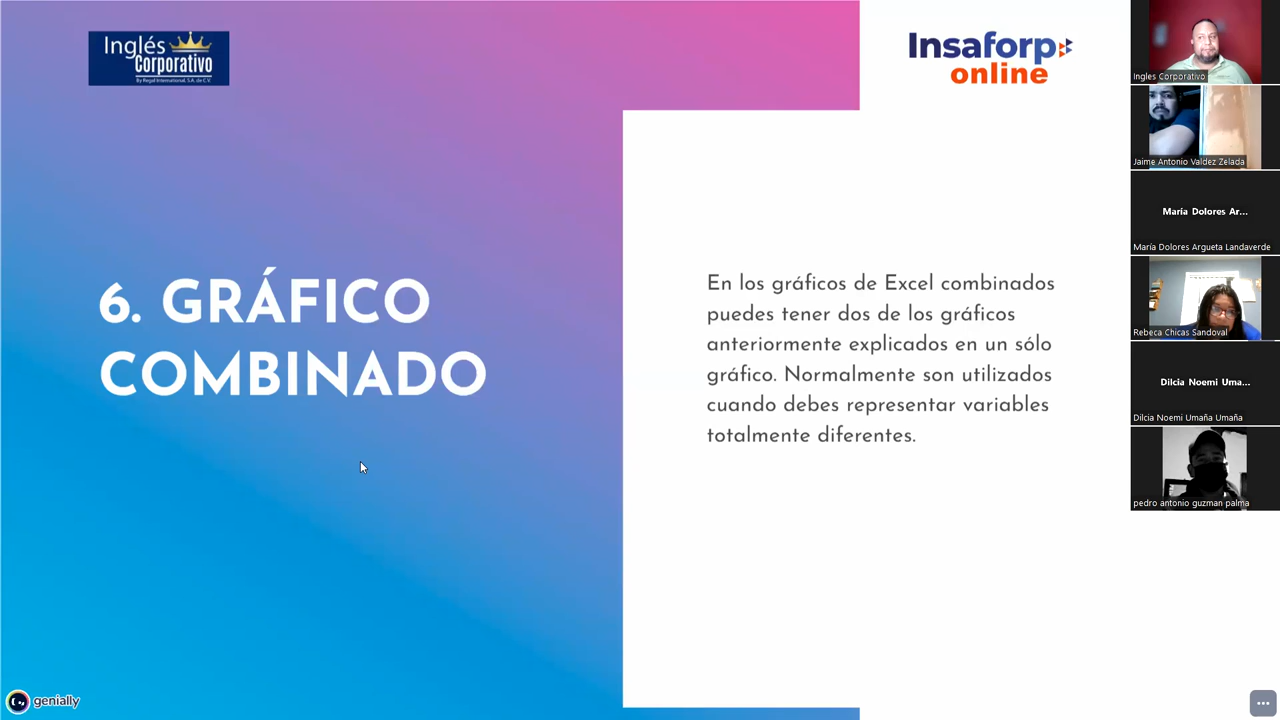 Inglés
Corporativo
By Regal International, S.A. de C.V.
Insaforp
online
6. GRÁFICO
COMBINADO
En los gráficos de Excel combinados
puedes tener dos de los gráficos
anteriormente explicados en un sólo
gráfico. Normalmente son utilizados
cuando debes representar variables
totalmente diferentes.
genially
Ingles Corporativo
Jaime Antonio Valdez Zelada
María Dolores Ar...
María Dolores Argueta Landaverde
Rebeca Chicas Sandoval
Dilcia Noemi Uma...
Dilcia Noemi Umaña Umaña
pedro antonio guzman palma